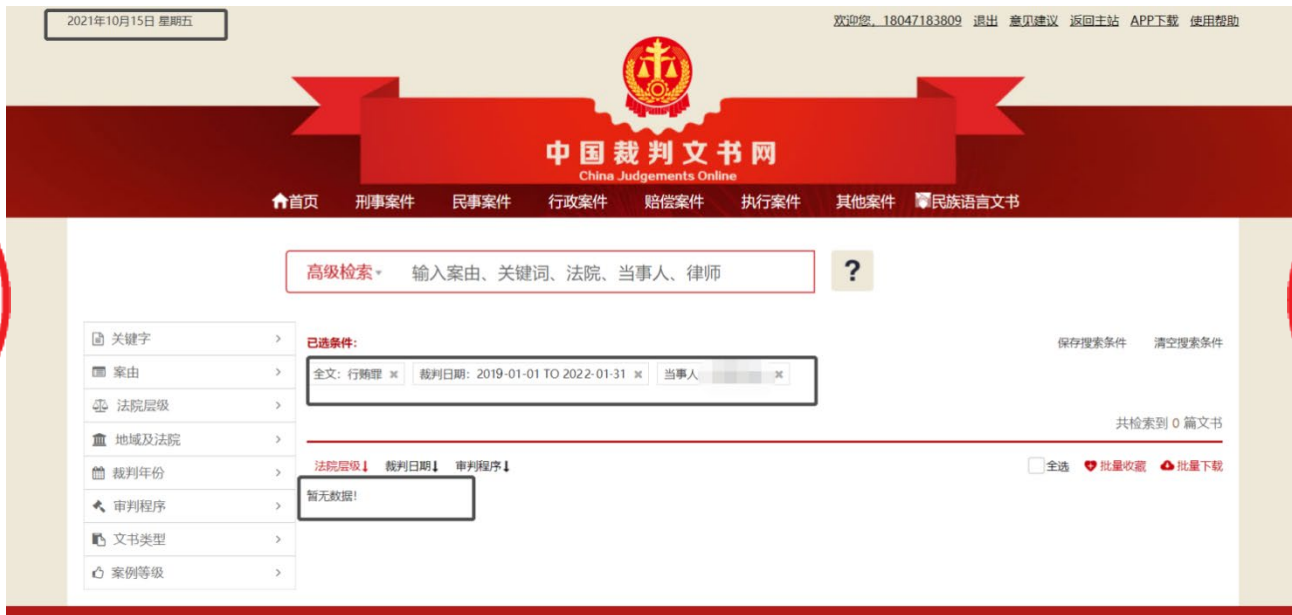 2021年10月15日 星期五
欢迎您，18047183809 退出 意见建议 返回主站 APP下载 使用帮助
中国裁判文书网
China Judgements Online
首页 刑事案件 民事案件 行政案件 赔偿案件 执行案件 其他案件 民族语言文书
高级检索 输入案由、关键词、法院、当事人、律师 ?
关键字
案由
法院层级
地域及法院
裁判年份
审判程序
文书类型
案例等级
已选条件: 保存搜索条件 清空搜索条件
全文: 行贿罪 × 裁判日期: 2019-01-01 TO 2022-01-31 × 当事人 ×
共检索到 0 篇文书
法院层级 裁判日期 审判程序 全选 批量收藏 批量下载
暂无数据!